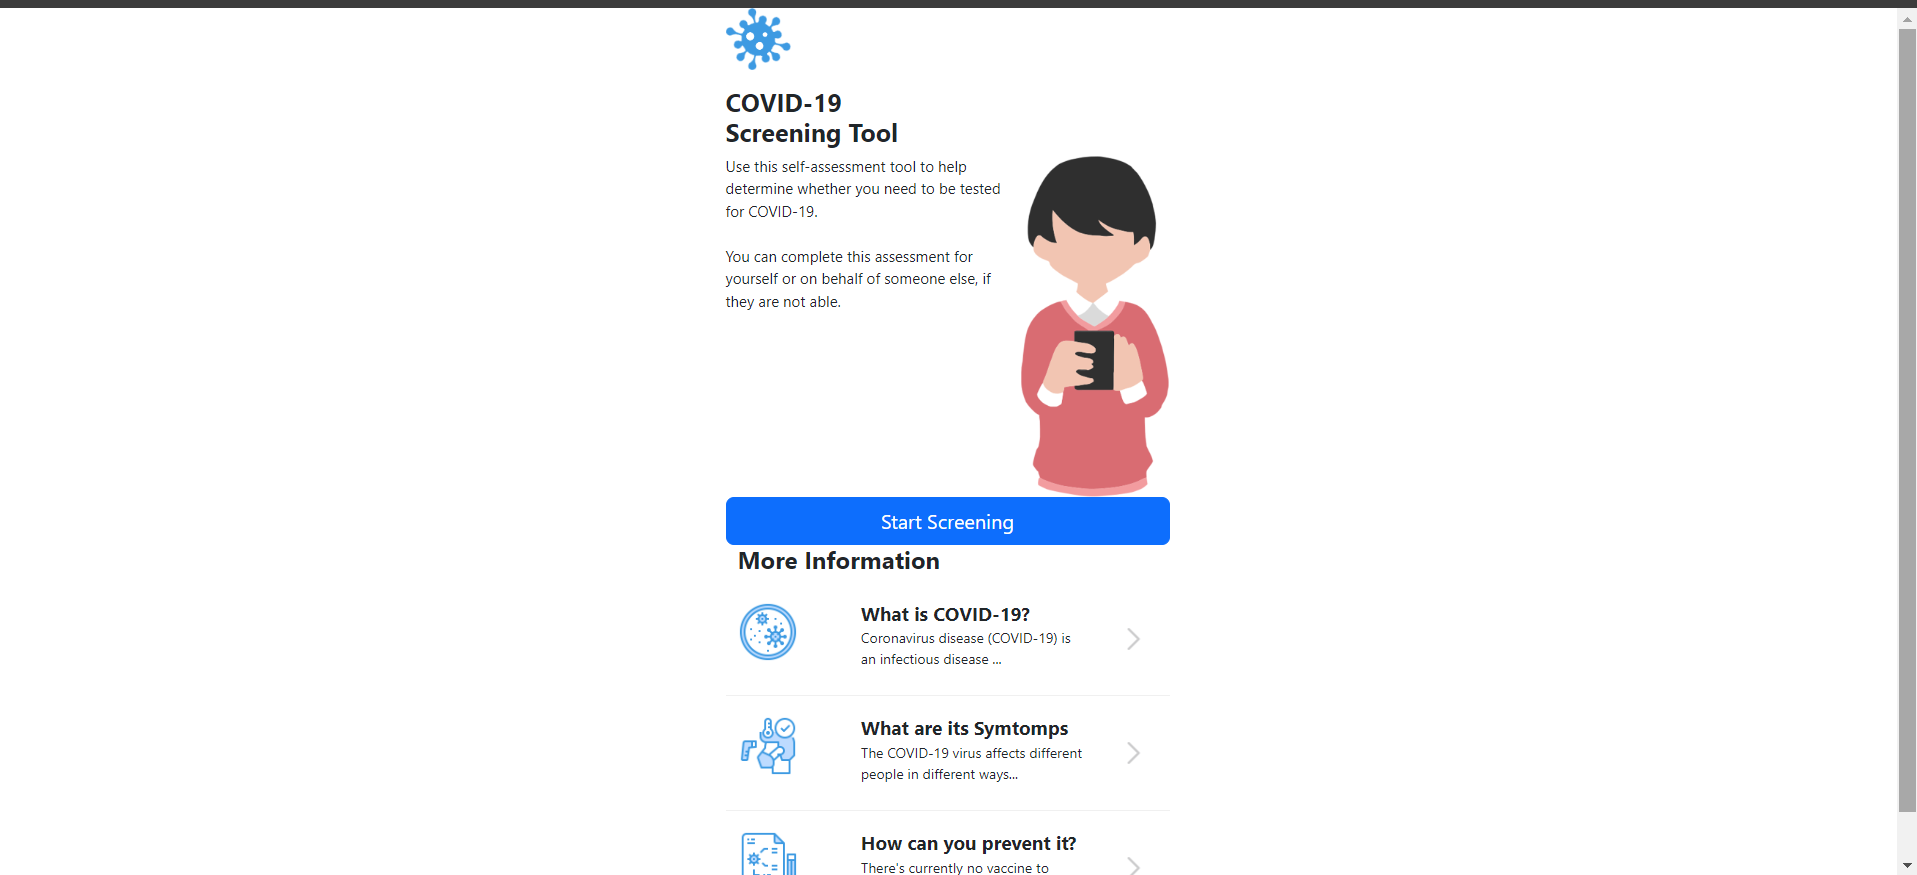 COVID-19
Screening Tool
Use this self-assessment tool to help
determine whether you need to be tested
for COVID-19.
You can complete this assessment for
yourself or on behalf of someone else, if
they are not able.
Start Screening
More Information
What is COVID-19?
Coronavirus disease (COVID-19) is
an infectious disease ...
What are its Symtomps
The COVID-19 virus affects different
people in different ways...
How can you prevent it?
There's currently no vaccine to